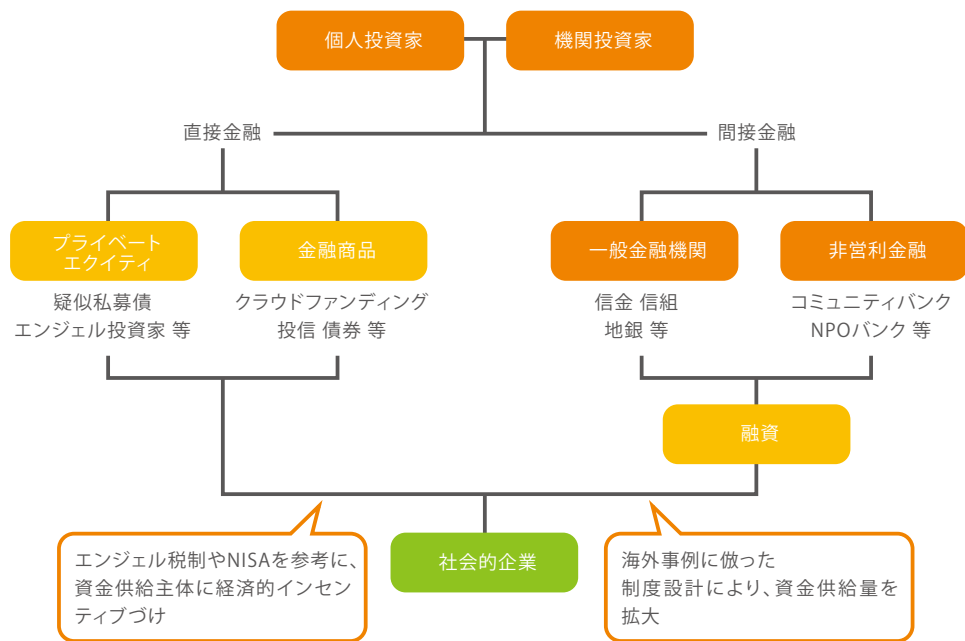 個人投資家
機関投資家
直接金融
間接金融
プライベート
エクイティ
金融商品
一般金融機関
非営利金融
疑似私募債
エンジェル投資家 等
クラウドファンディング
投信 債券 等
信金 信組
地銀 等
コミュニティバンク
NPOバンク 等
融資
エンジェル税制やNISAを参考に、
資金供給主体に経済的インセン
ティブづけ
社会的企業
海外事例に倣った
制度設計により、資金供給量を
拡大